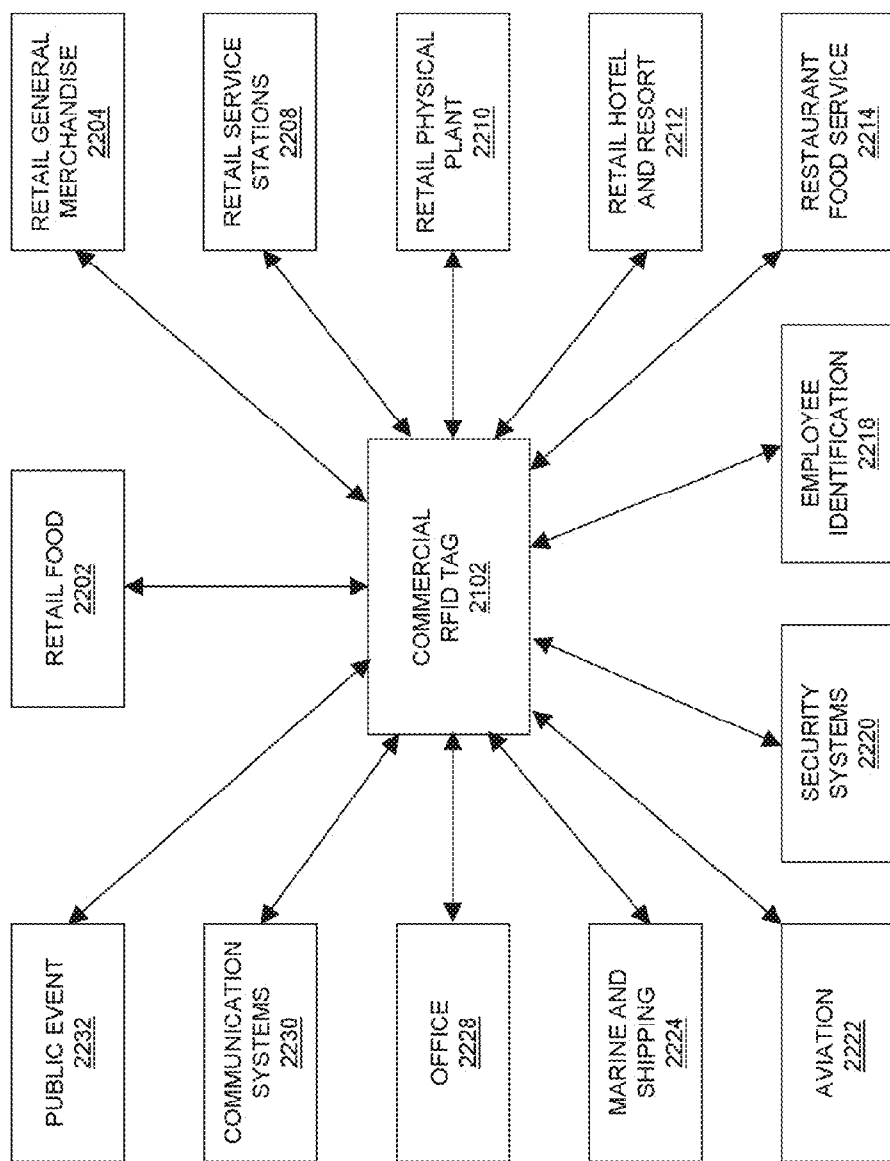 PUBLIC EVENT
2232
RETAIL FOOD
2202
RETAIL GENERAL
MERCHANDISE
2204
COMMUNICATION
SYSTEMS
2230
RETAIL SERVICE
STATIONS
2208
OFFICE
2228
COMMERCIAL
RFID TAG
2102
RETAIL PHYSICAL
PLANT
2210
MARINE AND
SHIPPING
2224
RETAIL HOTEL
AND RESORT
2212
AVIATION
2222
SECURITY
SYSTEMS
2220
EMPLOYEE
IDENTIFICATION
2218
RESTAURANT
FOOD SERVICE
2214